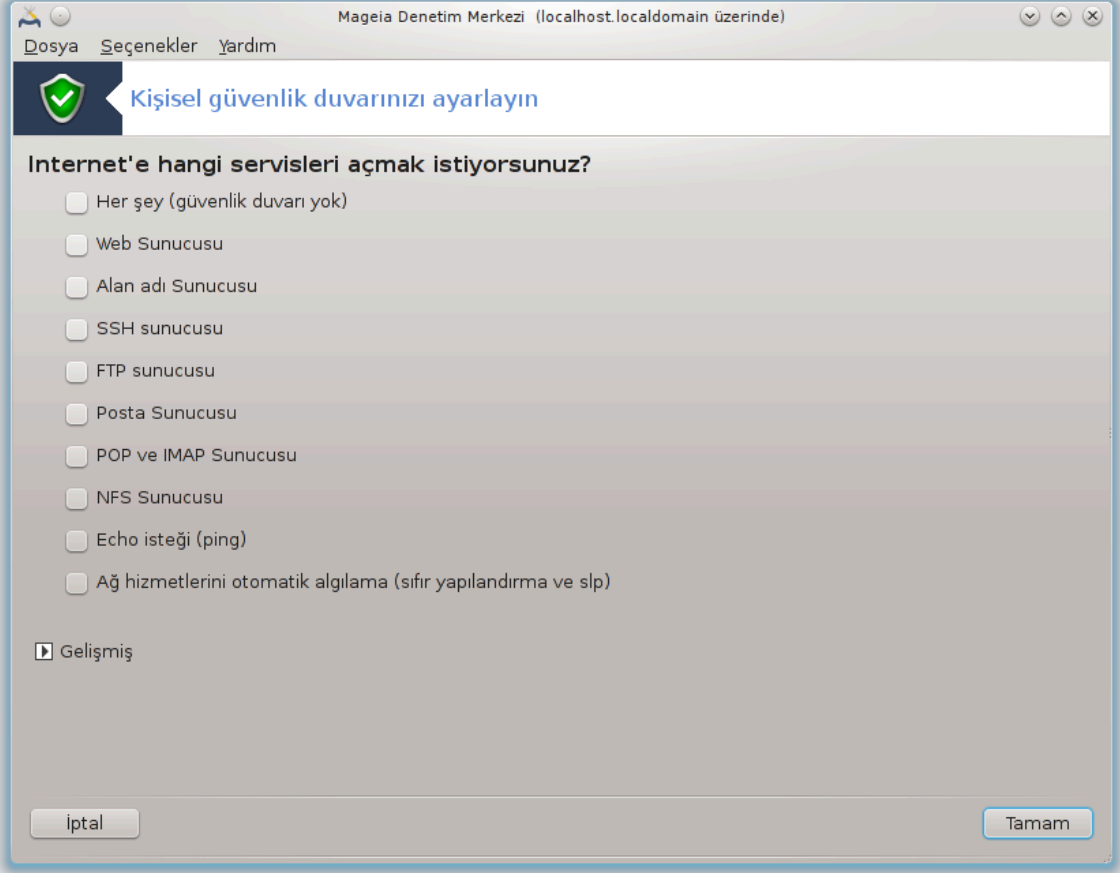 Mageia Denetim Merkezi (localhost.localdomain üzerinde)
Dosya Seçenekler Yardım
Kişisel güvenlik duvarınızı ayarlayın
Internet'e hangi servisleri açmak istiyorsunuz?
Her şey (güvenlik duvarı yok)
Web Sunucusu
Alan adı Sunucusu
SSH sunucusu
FTP sunucusu
Posta Sunucusu
POP ve IMAP Sunucusu
NFS Sunucusu
Echo isteği (ping)
Ağ hizmetlerini otomatik algılama (sıfır yapılandırma ve slp)
Gelişmiş
İptal
Tamam